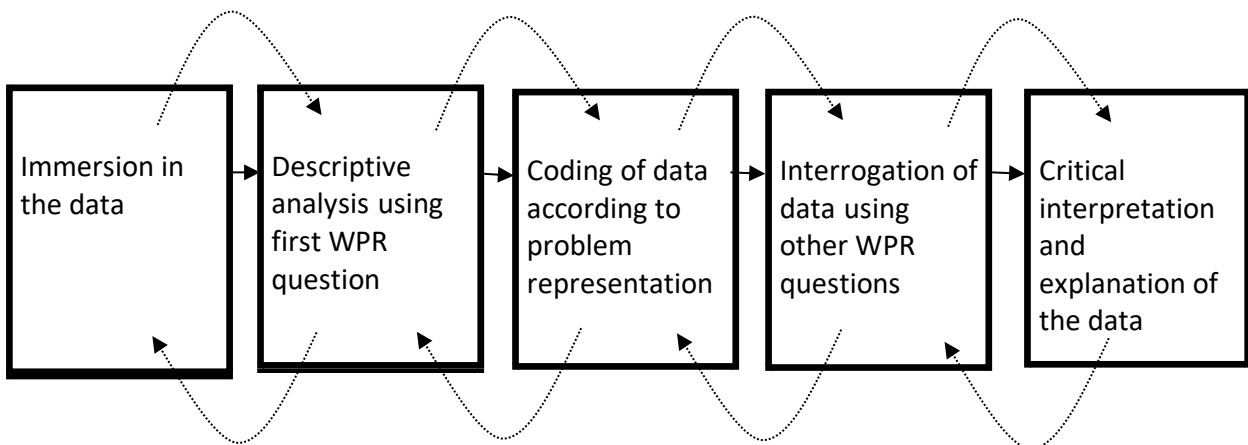 Immersion in
the data
Descriptive
analysis using
first WPR
question
Coding of data
according to
problem
representation
Interrogation of
data using
other WPR
questions
Critical
interpretation
and
explanation of
the data